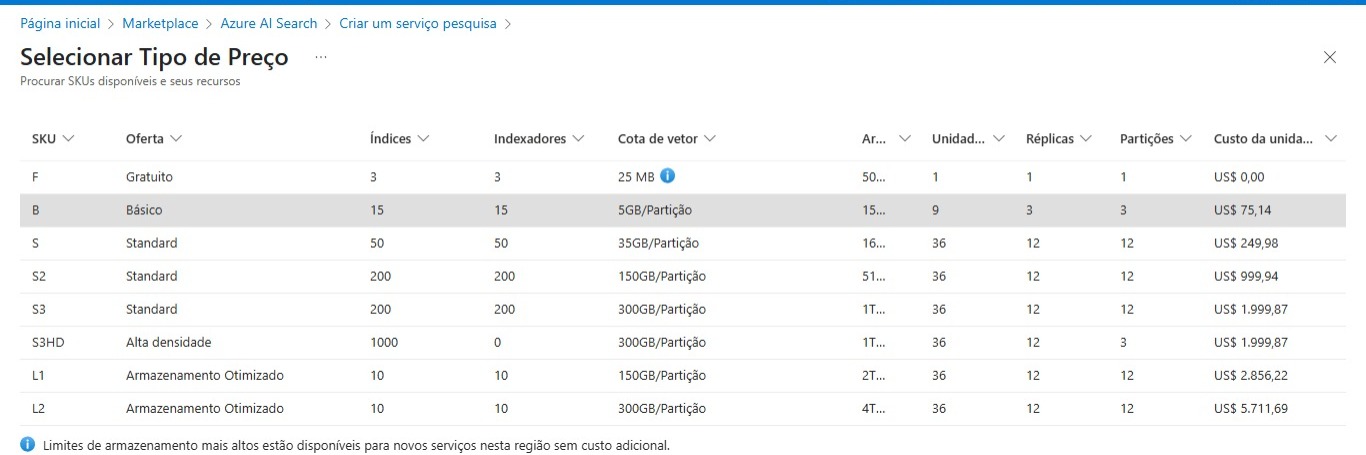 Página inicial > Marketplace > Azure AI Search > Criar um serviço pesquisa >
Selecionar Tipo de Preço ...
Procurar SKUs disponíveis e seus recursos
SKU Oferta Índices Indexadores Cota de vetor Ar... Unidad... Réplicas Partições Custo da unida...
F Gratuito 3 3 25 MB 50... 1 1 1 US$ 0,00
B Básico 15 15 5GB/Partição 15... 9 3 3 US$ 75,14
S Standard 50 50 35GB/Partição 16... 36 12 12 US$ 249,98
S2 Standard 200 200 150GB/Partição 51... 36 12 12 US$ 999,94
S3 Standard 200 200 300GB/Partição 1T... 36 12 12 US$ 1.999,87
S3HD Alta densidade 1000 0 300GB/Partição 1T... 36 12 3 US$ 1.999,87
L1 Armazenamento Otimizado 10 10 150GB/Partição 2T... 36 12 12 US$ 2.856,22
L2 Armazenamento Otimizado 10 10 300GB/Partição 4T... 36 12 12 US$ 5.711,69
Limites de armazenamento mais altos estão disponíveis para novos serviços nesta região sem custo adicional.